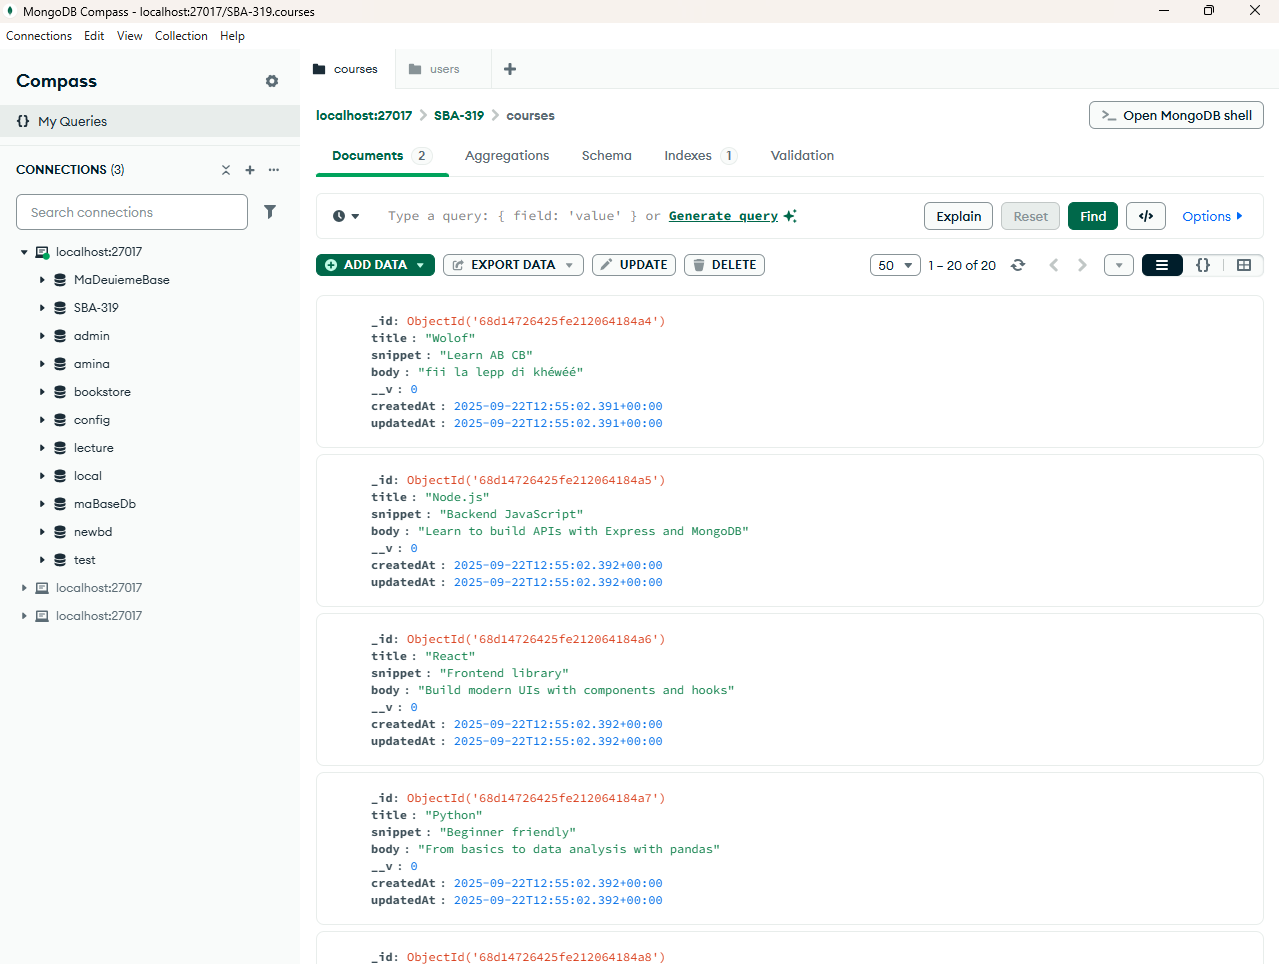 MongoDB Compass - localhost:27017/SBA-319.courses
Connections Edit View Collection Help
Compass
{} My Queries
CONNECTIONS (3)
Search connections
localhost:27017
MaDeuiemeBase
SBA-319
admin
amina
bookstore
config
lecture
local
maBaseDb
newbd
test
localhost:27017
localhost:27017
courses users
localhost:27017 > SBA-319 > courses
>_ Open MongoDB shell
Documents 2 Aggregations Schema Indexes 1 Validation
Type a query: { field: 'value' } or Generate query
Explain Reset Find </> Options
ADD DATA EXPORT DATA UPDATE DELETE
50 1 – 20 of 20 {}
_id: ObjectId('68d14726425fe212064184a4')
title : "Wolof"
snippet : "Learn AB CB"
body : "fii la lepp di khéwéé"
__v : 0
createdAt : 2025-09-22T12:55:02.391+00:00
updatedAt : 2025-09-22T12:55:02.391+00:00
_id: ObjectId('68d14726425fe212064184a5')
title : "Node.js"
snippet : "Backend JavaScript"
body : "Learn to build APIs with Express and MongoDB"
__v : 0
createdAt : 2025-09-22T12:55:02.392+00:00
updatedAt : 2025-09-22T12:55:02.392+00:00
_id: ObjectId('68d14726425fe212064184a6')
title : "React"
snippet : "Frontend library"
body : "Build modern UIs with components and hooks"
__v : 0
createdAt : 2025-09-22T12:55:02.392+00:00
updatedAt : 2025-09-22T12:55:02.392+00:00
_id: ObjectId('68d14726425fe212064184a7')
title : "Python"
snippet : "Beginner friendly"
body : "From basics to data analysis with pandas"
__v : 0
createdAt : 2025-09-22T12:55:02.392+00:00
updatedAt : 2025-09-22T12:55:02.392+00:00
_id: ObjectId('68d14726425fe212064184a8')